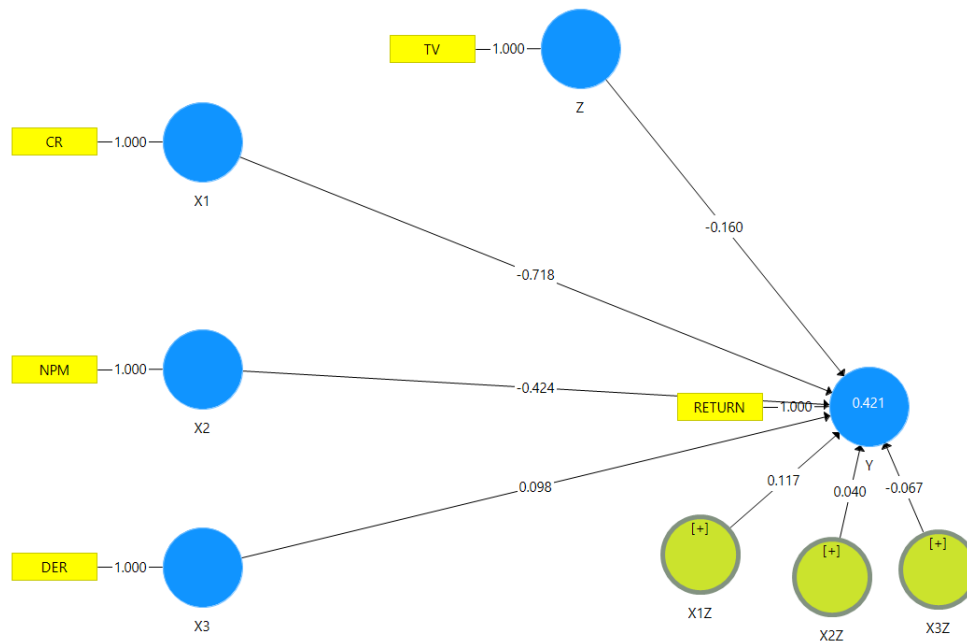 TV
1.000
Z
CR
1.000
X1
-0.160
-0.718
NPM
1.000
X2
-0.424
RETURN
1.000
0.421
Y
0.098
0.117
0.040
-0.067
DER
1.000
X3
[+]
X1Z
[+]
X2Z
[+]
X3Z